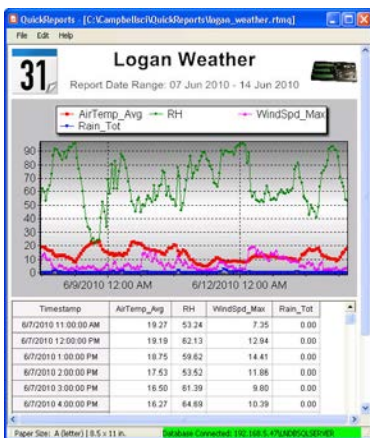 QuickReports - [C:\Campbellsci\QuickReports\logan_weather.rtmq]
File Edit Help
31
Logan Weather
Report Date Range: 07 Jun 2010 - 14 Jun 2010
AirTemp_Avg RH WindSpd_Max
Rain_Tot
90
80
70
60
50
40
30
20
10
0
6/9/2010 12:00 AM 6/12/2010 12:00 AM
Timestamp AirTemp_Avg RH WindSpd_Max Rain_Tot
6/7/2010 11:00:00 AM 19.27 53.24 7.35 0.00
6/7/2010 12:00:00 PM 19.19 62.13 12.94 0.00
6/7/2010 1:00:00 PM 18.75 59.62 14.41 0.00
6/7/2010 2:00:00 PM 17.53 53.52 11.86 0.00
6/7/2010 3:00:00 PM 16.50 61.39 9.80 0.00
6/7/2010 4:00:00 PM 16.27 64.69 10.39 0.00
Paper Size: A (letter) | 8.5 x 11 in. Database Connected: 192.168.5.47\LNDBSQLSERVER